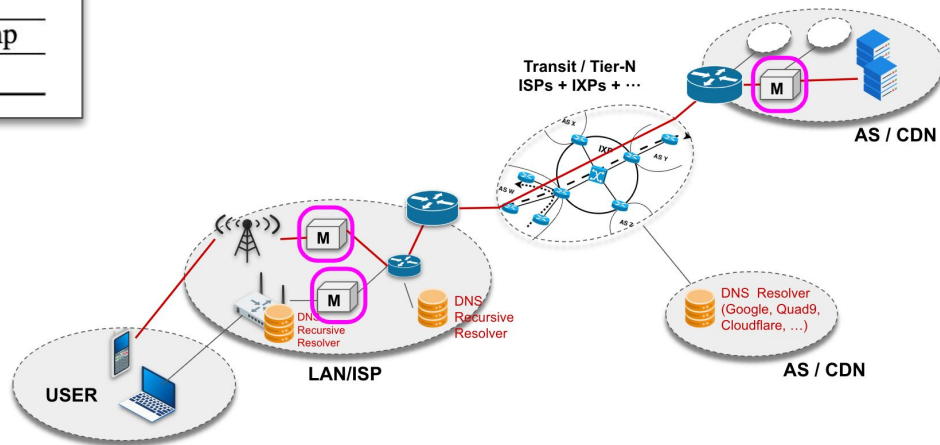 Transit / Tier-N
ISPs + IXPs + ···
M
AS / CDN
AS X
IXP
AS Y
AS W
AS Z
M
M
DNS
Recursive
Resolver
DNS
Recursive
Resolver
DNS Resolver
(Google, Quad9,
Cloudflare, …)
AS / CDN
LAN/ISP
USER